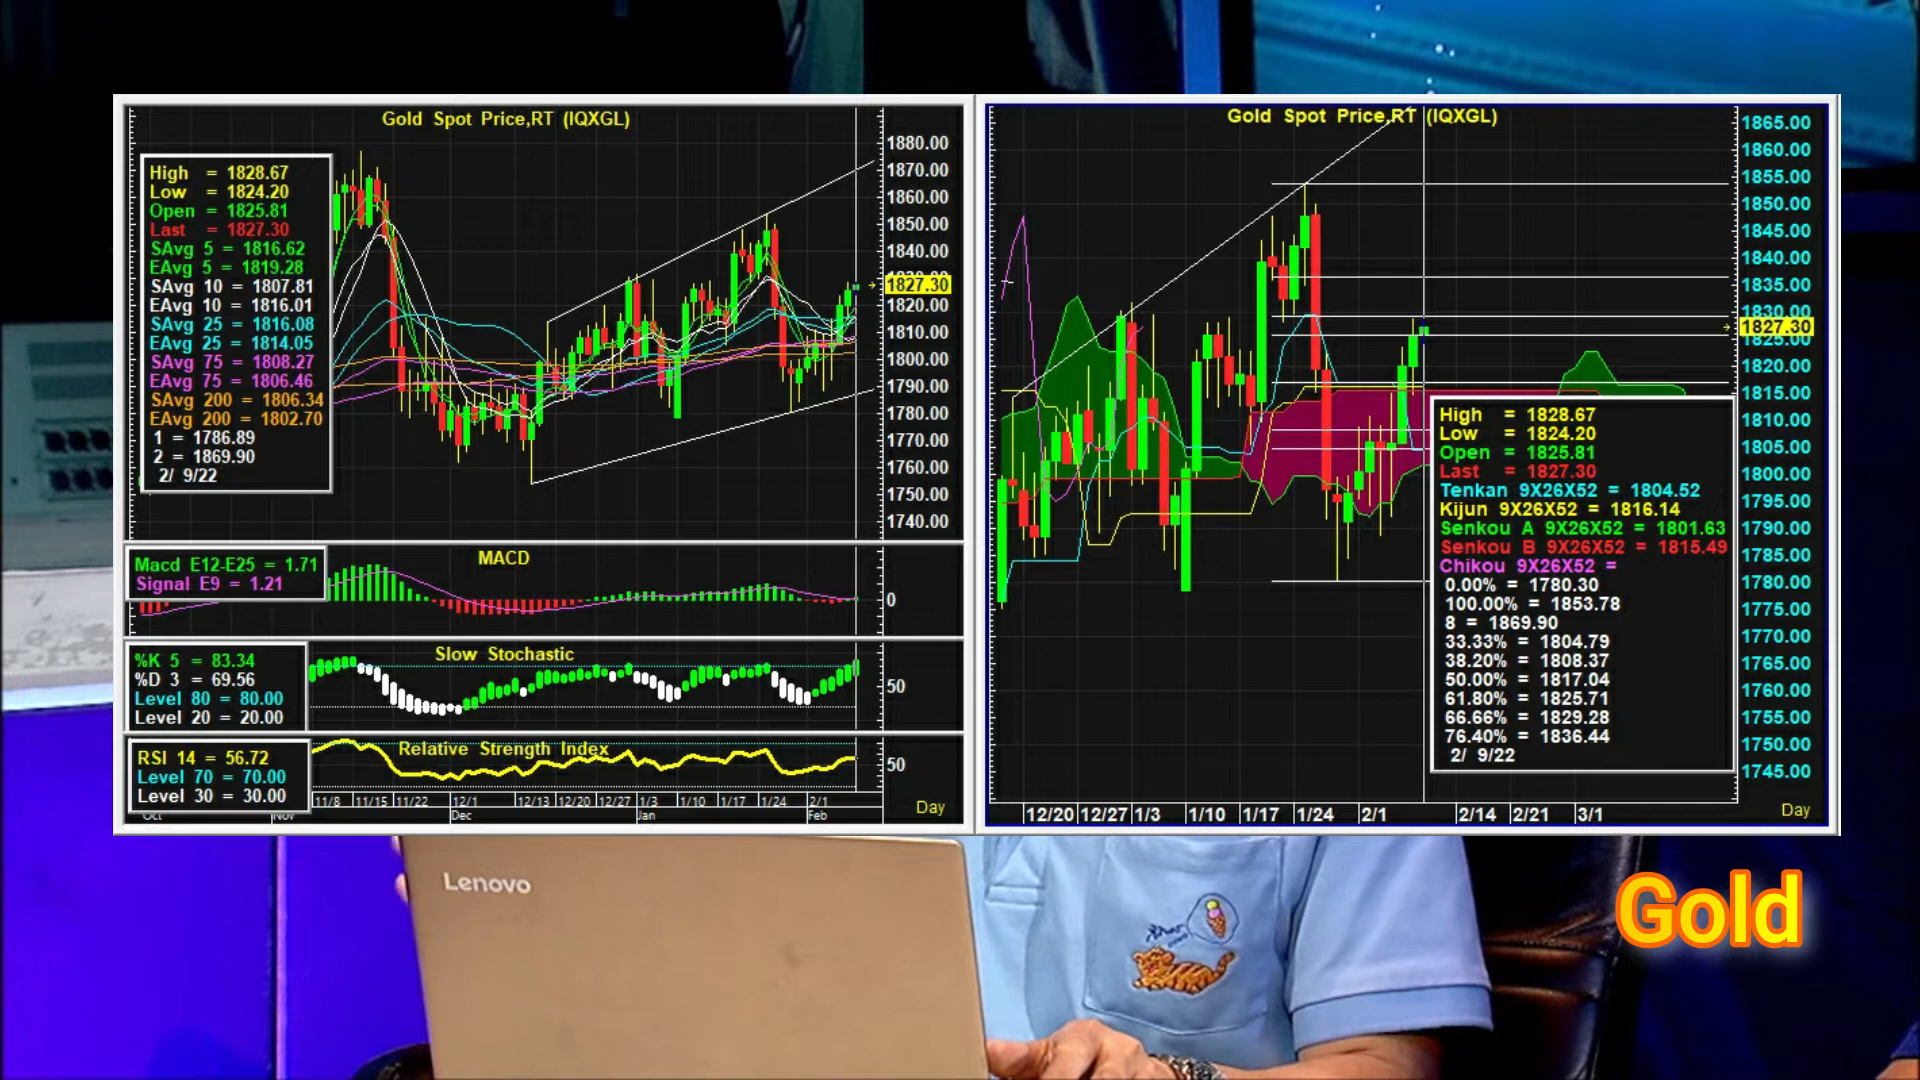 Gold Spot Price,RT (IQXGL)
High = 1828.67
Low = 1824.20
Open = 1825.81
Last = 1827.30
SAvg 5 = 1816.62
EAvg 5 = 1819.28
SAvg 10 = 1807.81
EAvg 10 = 1816.01
SAvg 25 = 1816.08
EAvg 25 = 1814.05
SAvg 75 = 1808.27
EAvg 75 = 1806.46
SAvg 200 = 1806.34
EAvg 200 = 1802.70
1 = 1786.89
2 = 1869.90
2/ 9/22
1880.00
1870.00
1860.00
1850.00
1840.00
1827.30
1820.00
1810.00
1800.00
1790.00
1780.00
1770.00
1760.00
1750.00
1740.00
MACD
Macd E12-E25 = 1.71
Signal E9 = 1.21
0
Slow Stochastic
%K 5 = 83.34
%D 3 = 69.56
Level 80 = 80.00
Level 20 = 20.00
50
Relative Strength Index
RSI 14 = 56.72
Level 70 = 70.00
Level 30 = 30.00
50
11/8 11/15 11/22 12/1 12/13 12/20 12/27 1/3 1/10 1/17 1/24 2/1
Oct Nov Dec Jan Feb
Day
Gold Spot Price,RT (IQXGL)
1865.00
1860.00
1855.00
1850.00
1845.00
1840.00
1835.00
1830.00
1827.30
1825.00
1820.00
1815.00
1810.00
1805.00
1800.00
1795.00
1790.00
1785.00
1780.00
1775.00
1770.00
1765.00
1760.00
1755.00
1750.00
1745.00
High = 1828.67
Low = 1824.20
Open = 1825.81
Last = 1827.30
Tenkan 9X26X52 = 1804.52
Kijun 9X26X52 = 1816.14
Senkou A 9X26X52 = 1801.63
Senkou B 9X26X52 = 1815.49
Chikou 9X26X52 =
0.00% = 1780.30
100.00% = 1853.78
8 = 1869.90
33.33% = 1804.79
38.20% = 1808.37
50.00% = 1817.04
61.80% = 1825.71
66.66% = 1829.28
76.40% = 1836.44
2/ 9/22
12/20 12/27 1/3 1/10 1/17 1/24 2/1 2/14 2/21 3/1
Day
Lenovo
Gold